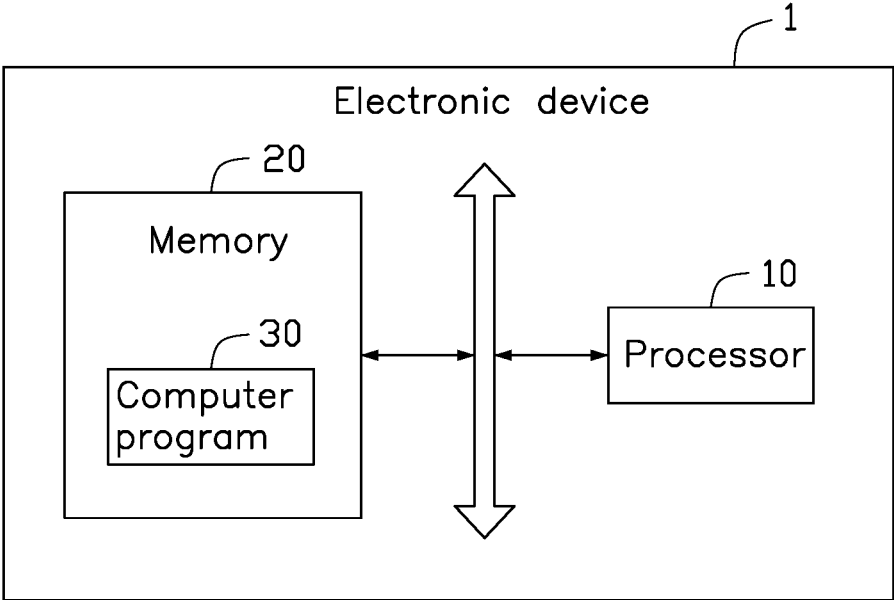 1
Electronic device
20
Memory
10
30
Processor
Computer
program